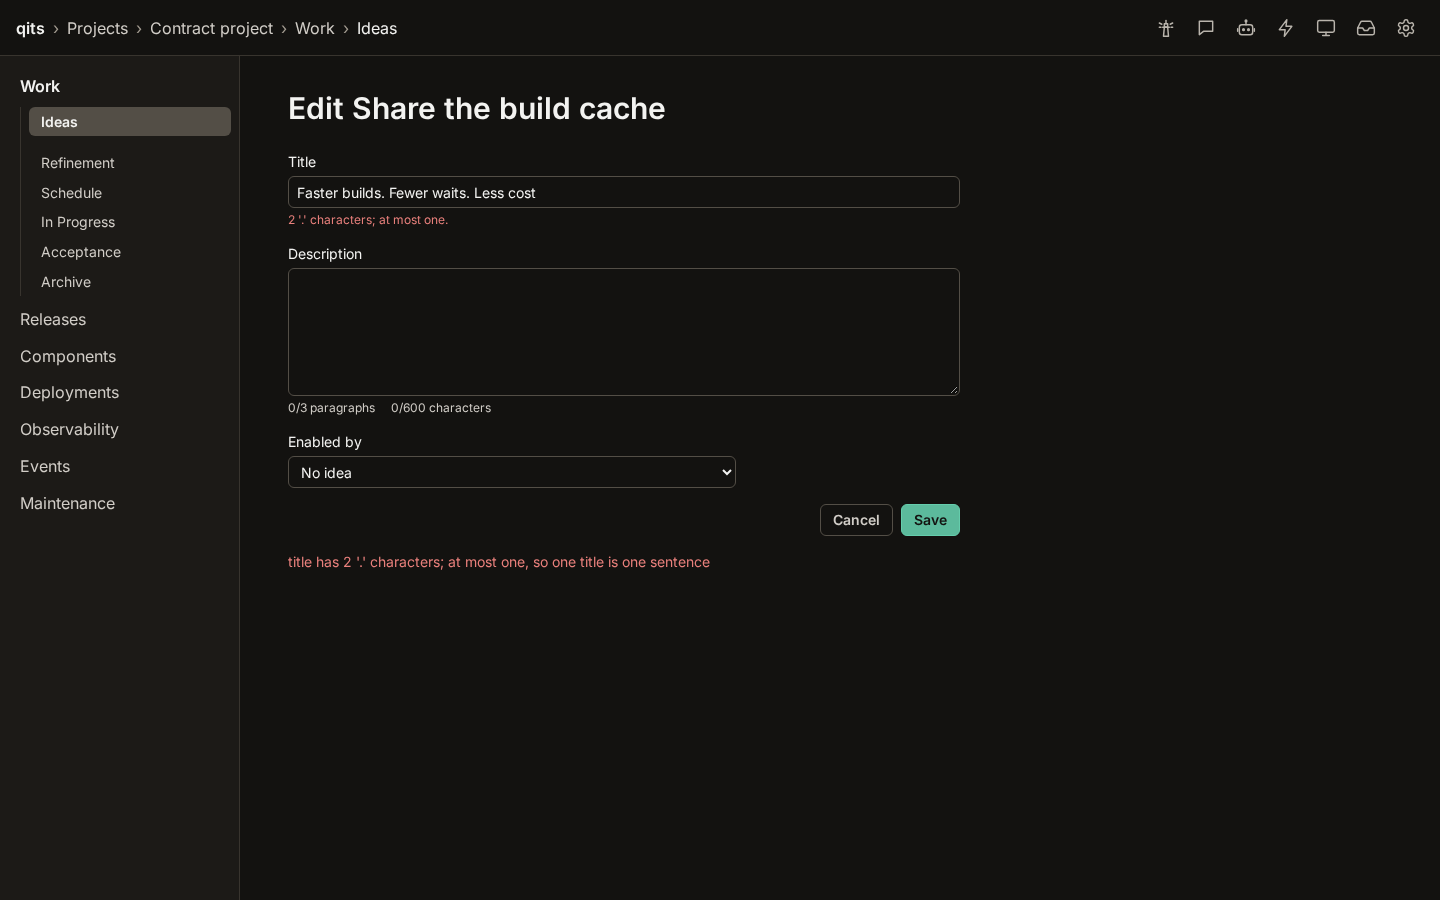 qits › Projects › Contract project › Work › Ideas
Work
Ideas
Refinement
Schedule
In Progress
Acceptance
Archive
Releases
Components
Deployments
Observability
Events
Maintenance
Edit Share the build cache
Title
Faster builds. Fewer waits. Less cost
2 '.' characters; at most one.
Description
0/3 paragraphs 0/600 characters
Enabled by
No idea
Cancel Save
title has 2 '.' characters; at most one, so one title is one sentence